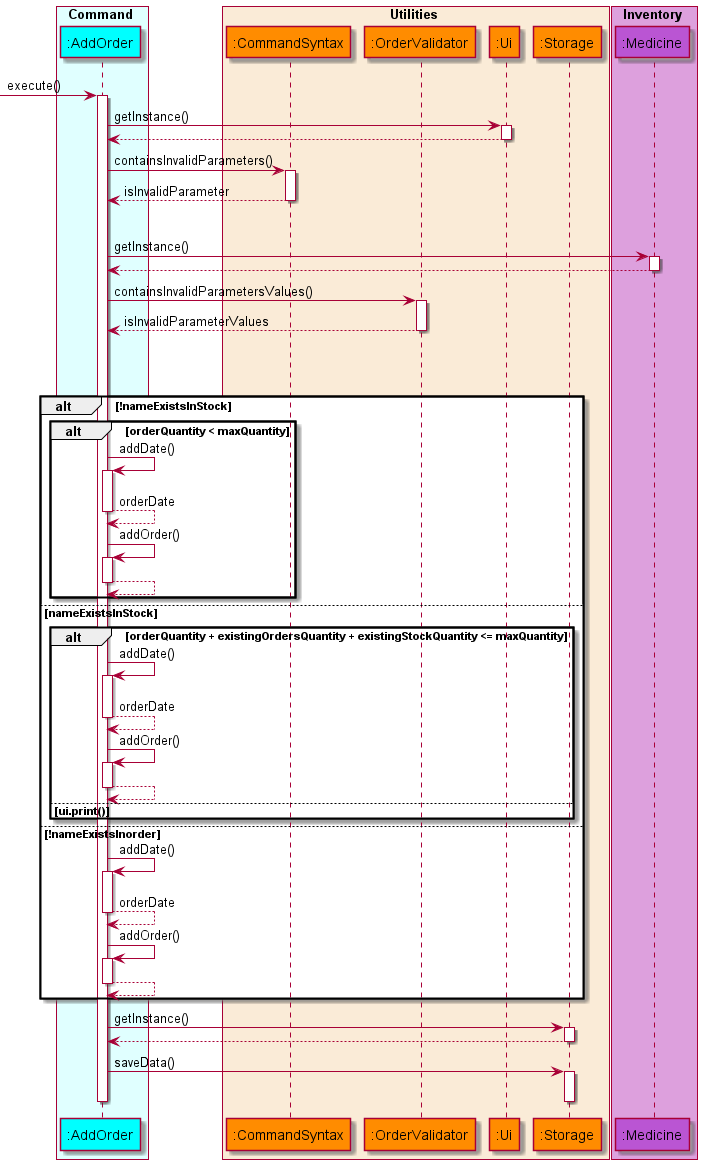 Command Utilities Inventory
:AddOrder :CommandSyntax :OrderValidator :Ui :Storage :Medicine
execute()
getInstance()
containsInvalidParameters()
isInvalidParameter
getInstance()
containsInvalidParametersValues()
isInvalidParameterValues
alt [!nameExistsInStock]
alt [orderQuantity < maxQuantity]
addDate()
orderDate
addOrder()
[nameExistsInStock]
alt [orderQuantity + existingOrdersQuantity + existingStockQuantity <= maxQuantity]
addDate()
orderDate
addOrder()
[ui.print()]
[!nameExistsInorder]
addDate()
orderDate
addOrder()
getInstance()
saveData()
:AddOrder :CommandSyntax :OrderValidator :Ui :Storage :Medicine